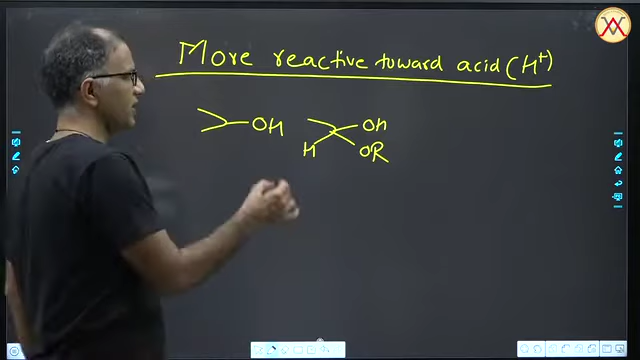 More reactive toward acid (H⁺)
OH OH
H OR